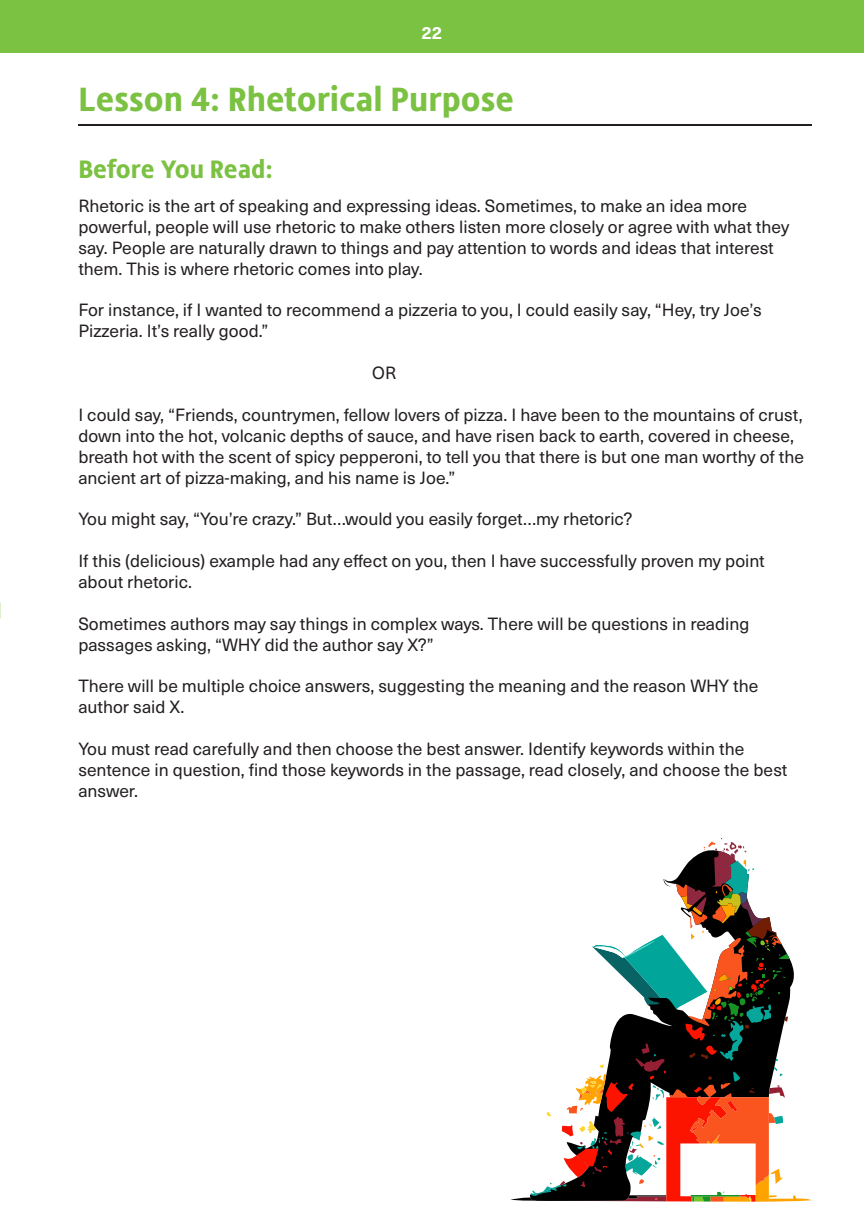 22
Lesson 4: Rhetorical Purpose
Before You Read:
Rhetoric is the art of speaking and expressing ideas. Sometimes, to make an idea more
powerful, people will use rhetoric to make others listen more closely or agree with what they
say. People are naturally drawn to things and pay attention to words and ideas that interest
them. This is where rhetoric comes into play.
For instance, if I wanted to recommend a pizzeria to you, I could easily say, “Hey, try Joe’s
Pizzeria. It’s really good.”
OR
I could say, “Friends, countrymen, fellow lovers of pizza. I have been to the mountains of crust,
down into the hot, volcanic depths of sauce, and have risen back to earth, covered in cheese,
breath hot with the scent of spicy pepperoni, to tell you that there is but one man worthy of the
ancient art of pizza-making, and his name is Joe.”
You might say, “You’re crazy.” But…would you easily forget…my rhetoric?
If this (delicious) example had any effect on you, then I have successfully proven my point
about rhetoric.
Sometimes authors may say things in complex ways. There will be questions in reading
passages asking, “WHY did the author say X?”
There will be multiple choice answers, suggesting the meaning and the reason WHY the
author said X.
You must read carefully and then choose the best answer. Identify keywords within the
sentence in question, find those keywords in the passage, read closely, and choose the best
answer.